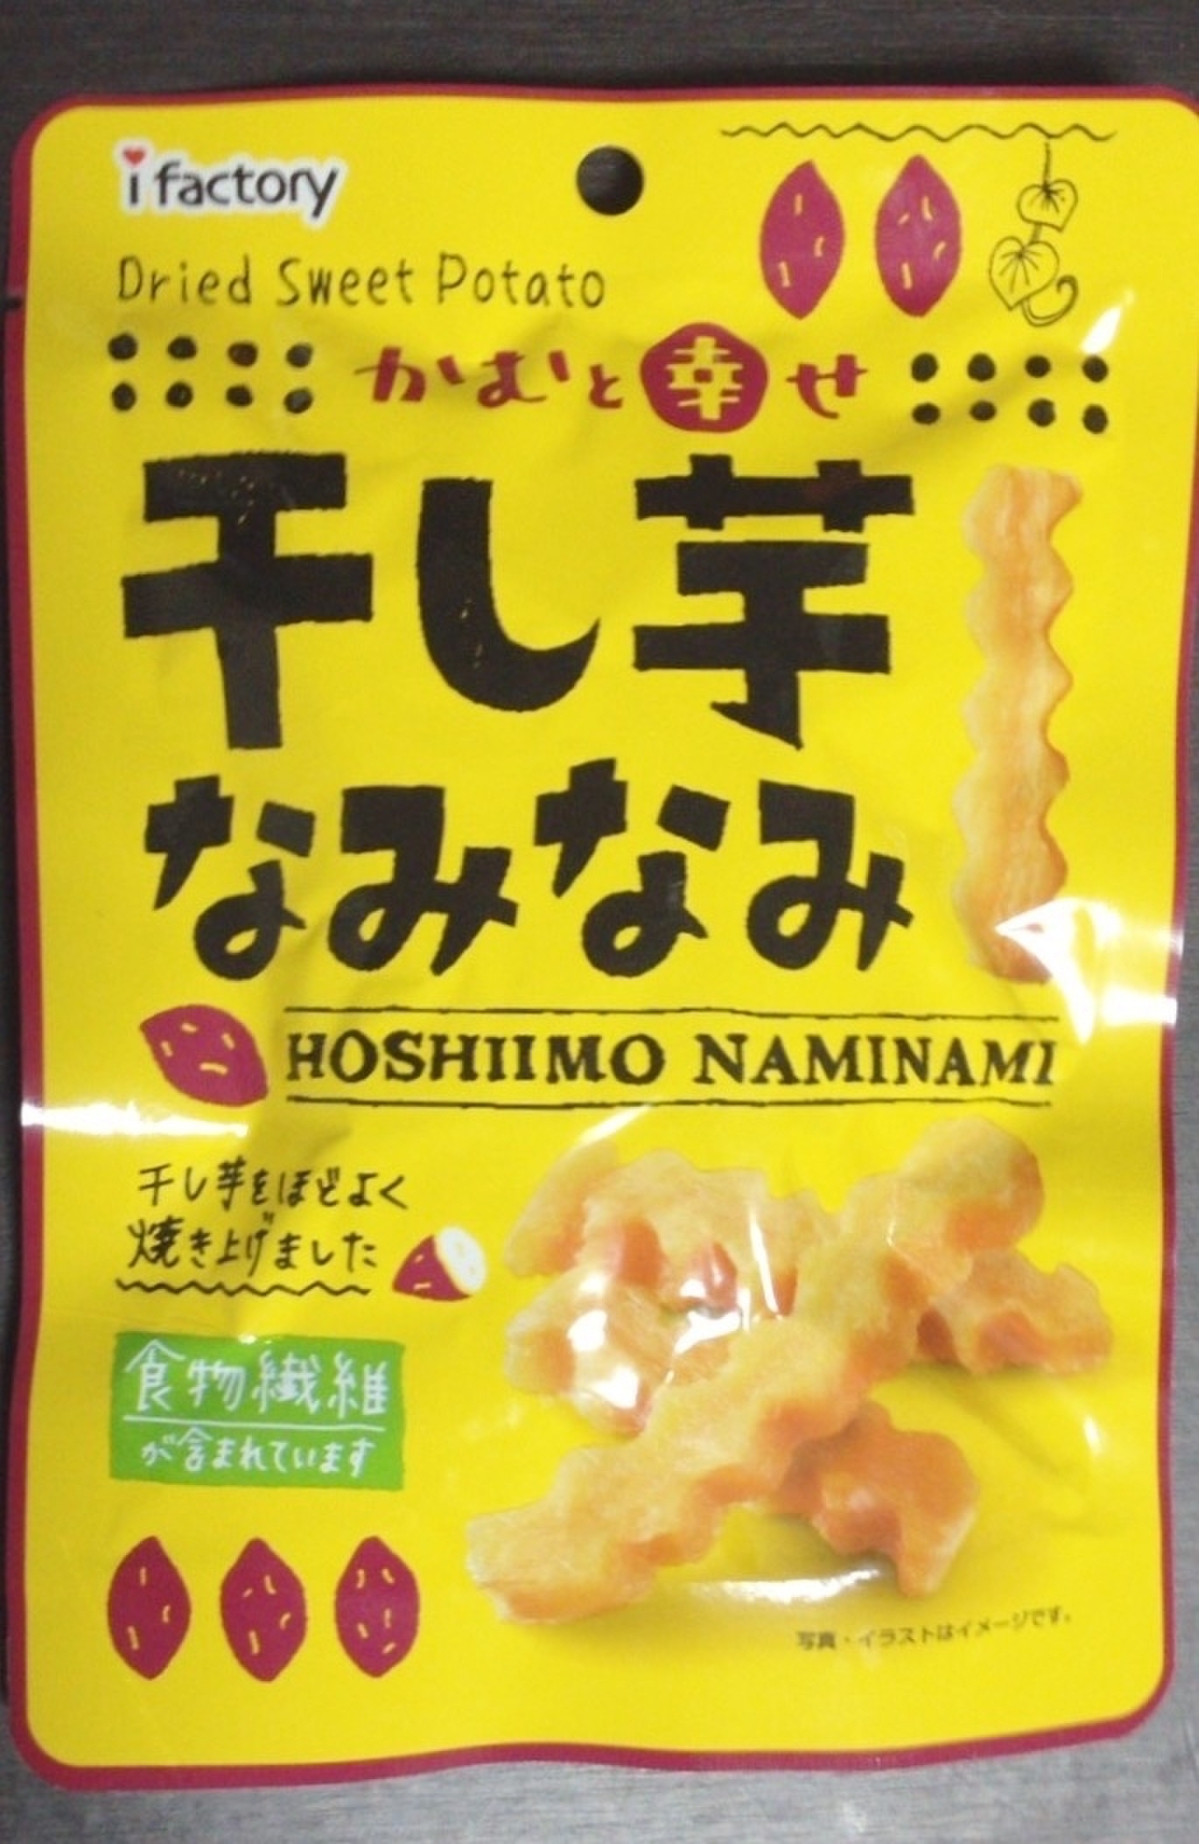 i factory
Dried Sweet Potato
かむと幸せ
干し芋
なみなみ
HOSHIIMO NAMINAMI
干し芋をほどよく
焼き上げました
食物繊維
が含まれています
写真・イラストはイメージです。